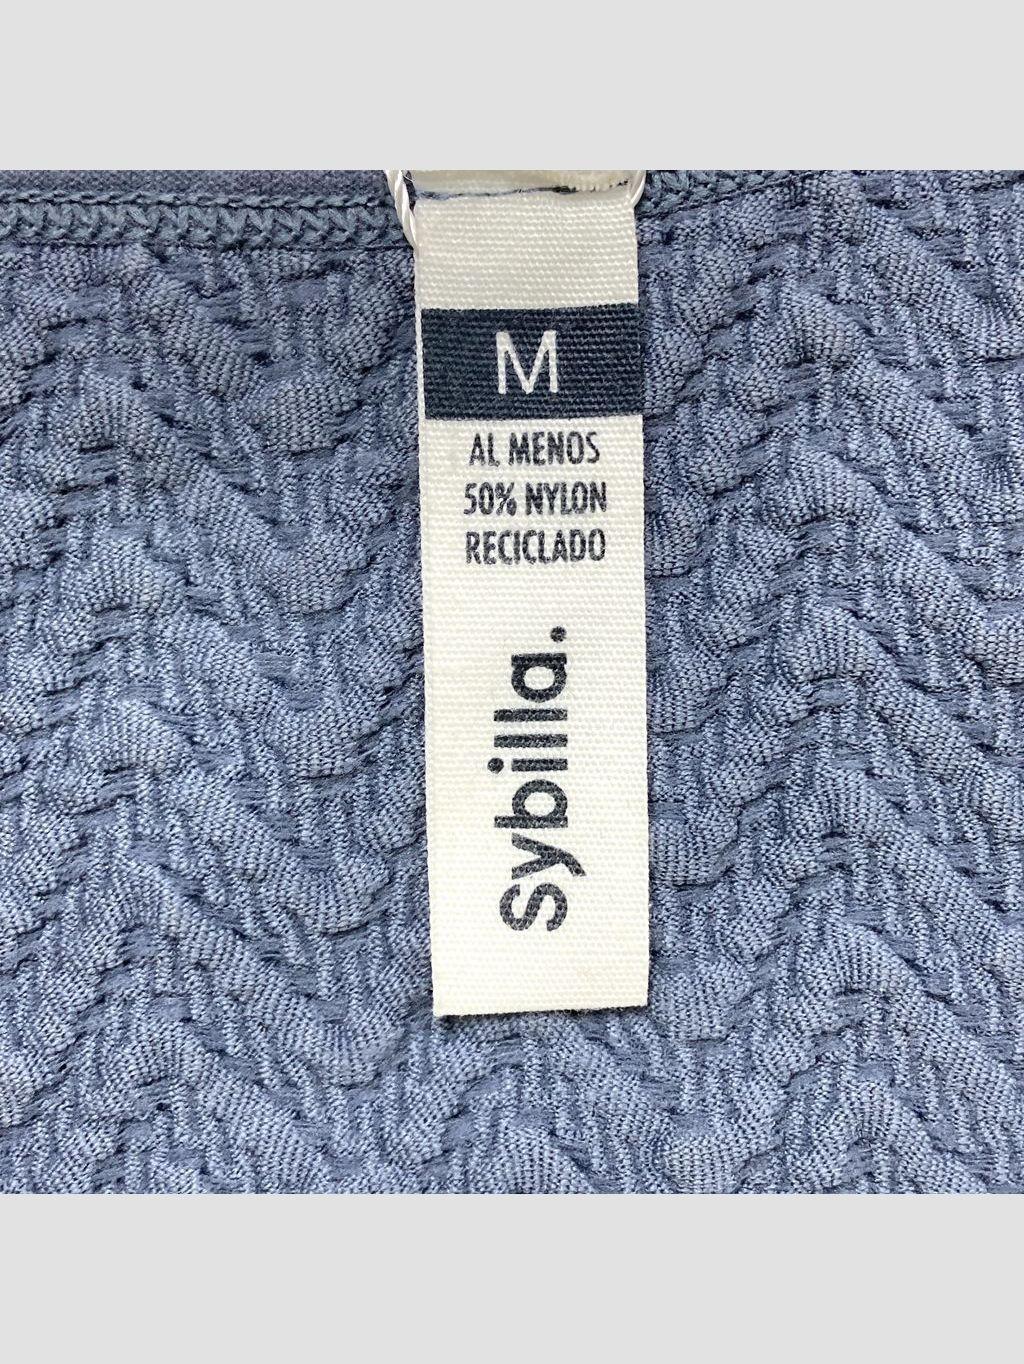 M
AL MENOS
50% NYLON
RECICLADO
Sybilla.